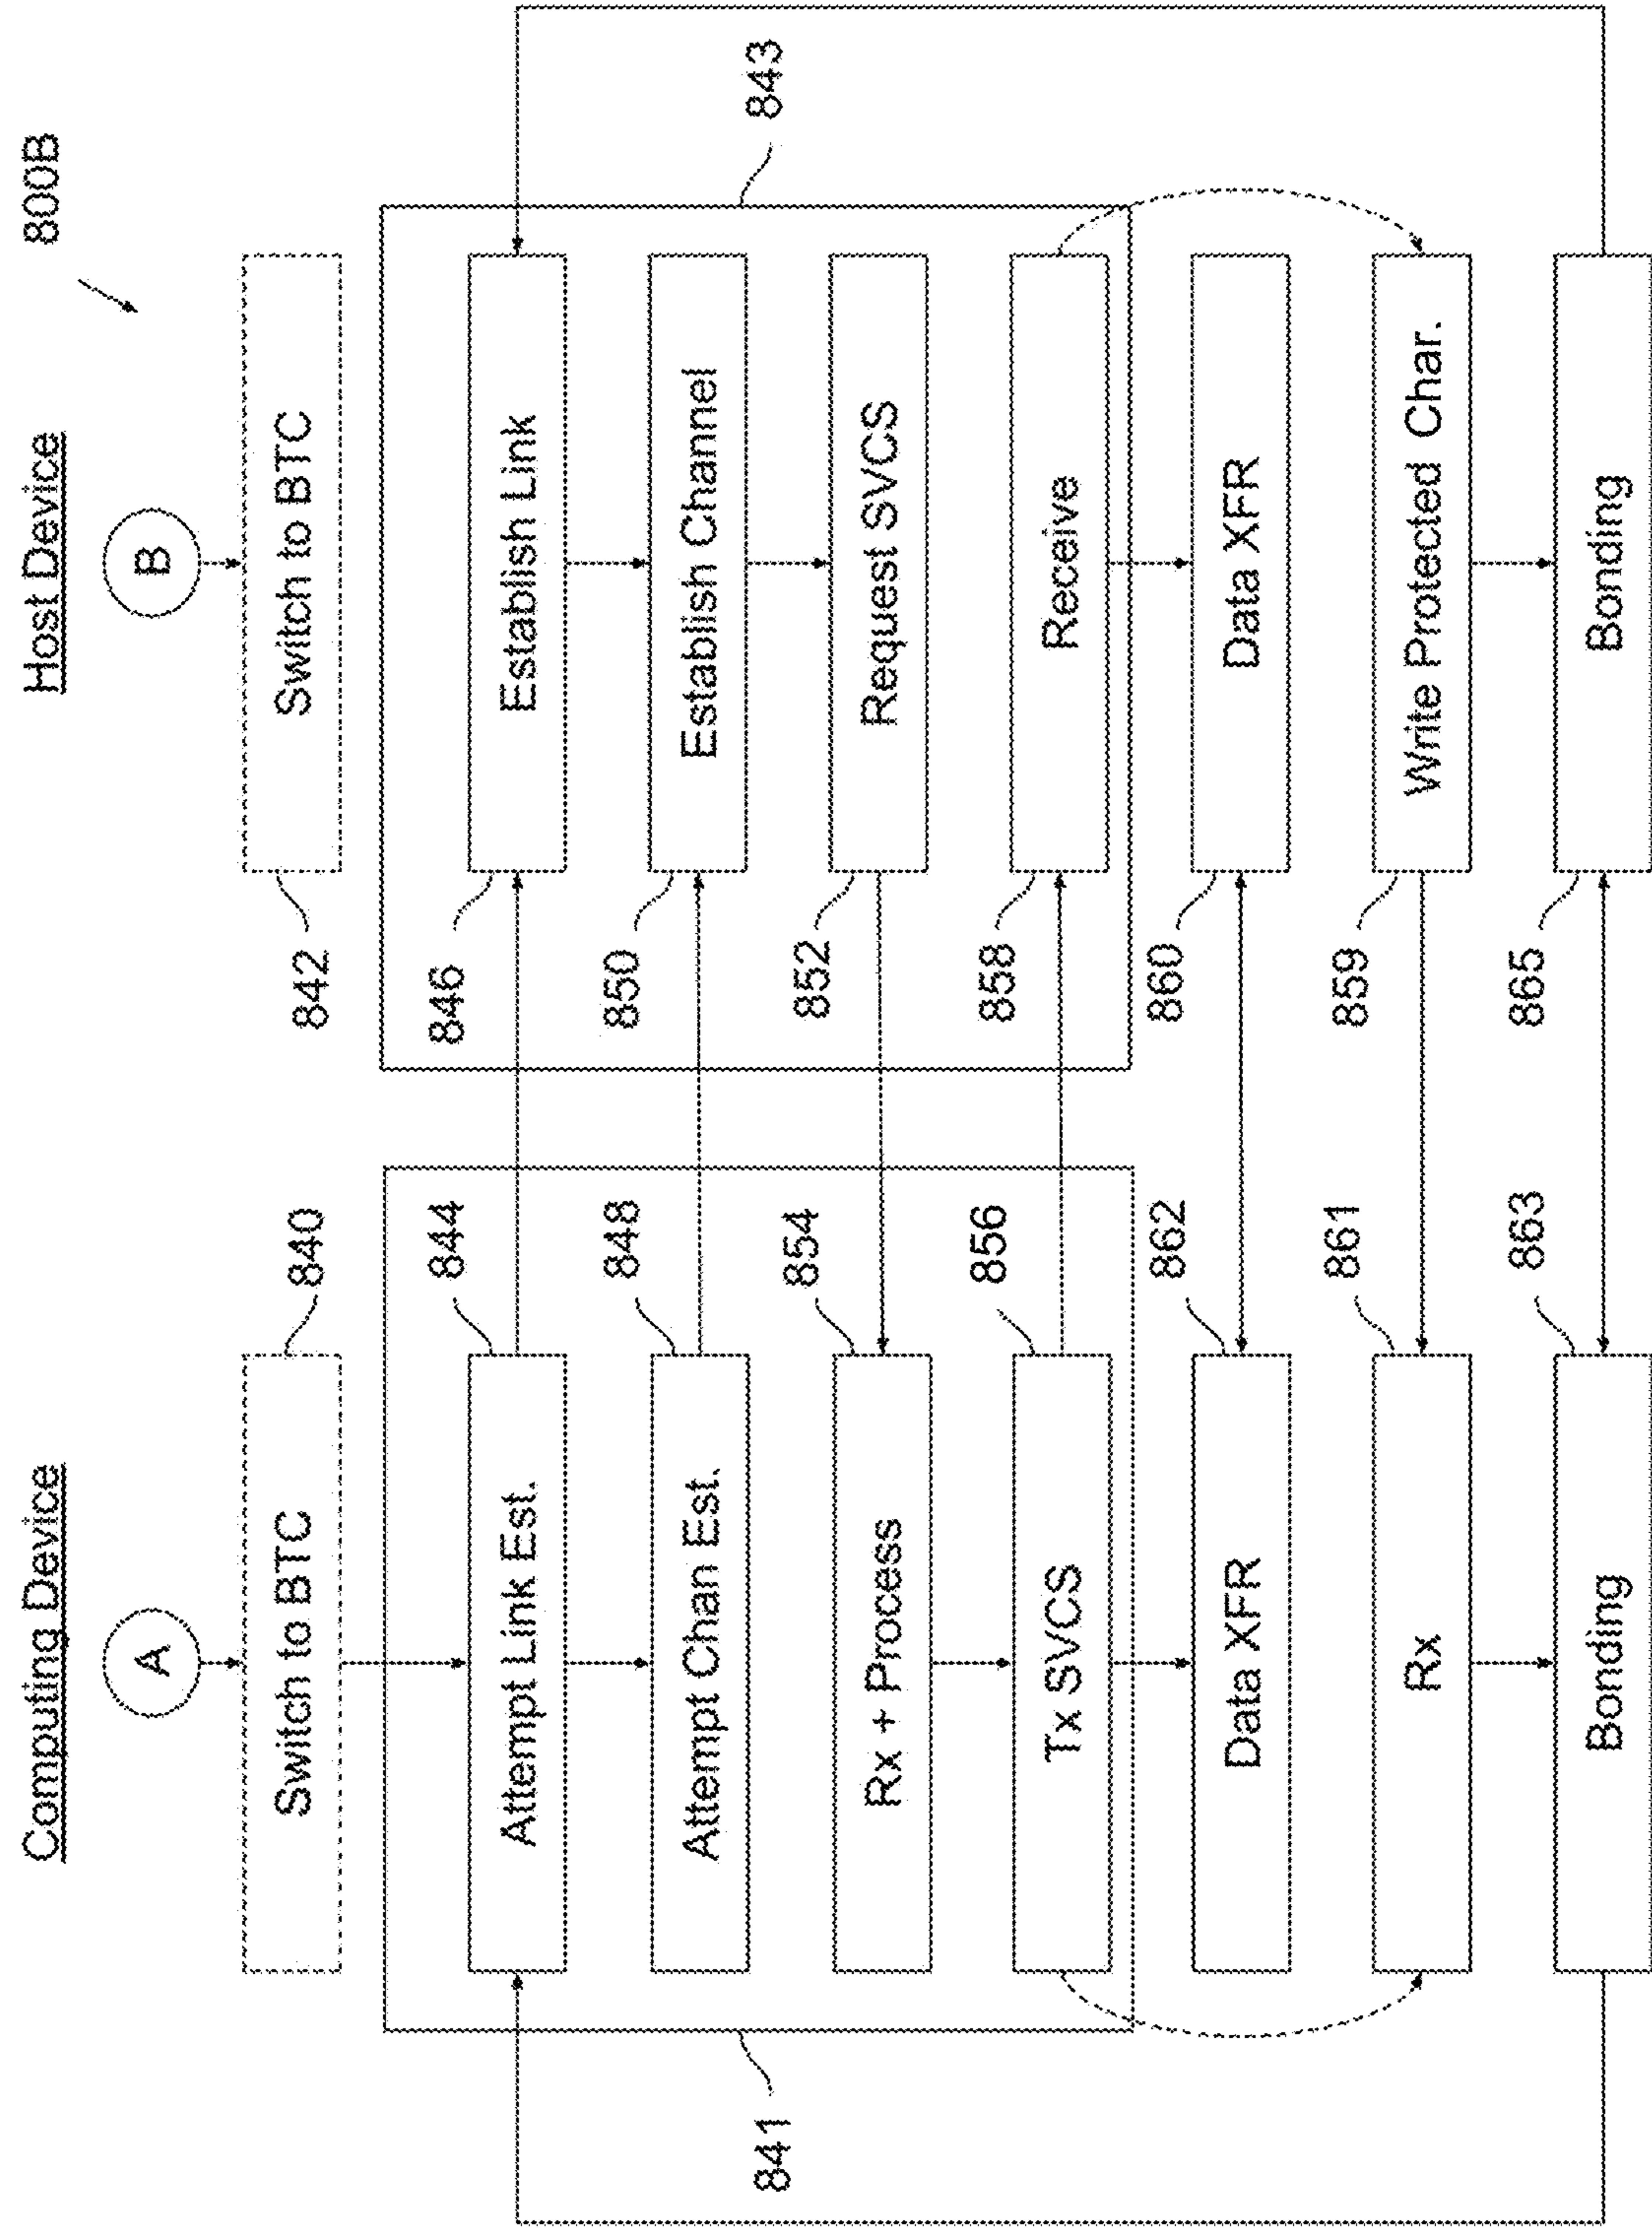 800B
Computing Device
Host Device
A
B
Switch to BTC
840
842
Switch to BTC
841
843
Attempt Link Est.
844
846
Establish Link
Attempt Chan Est.
848
850
Establish Channel
Rx + Process
854
852
Request SVCS
Tx SVCS
856
858
Receive
Data XFR
862
860
Data XFR
Rx
861
859
Write Protected Char.
Bonding
863
865
Bonding